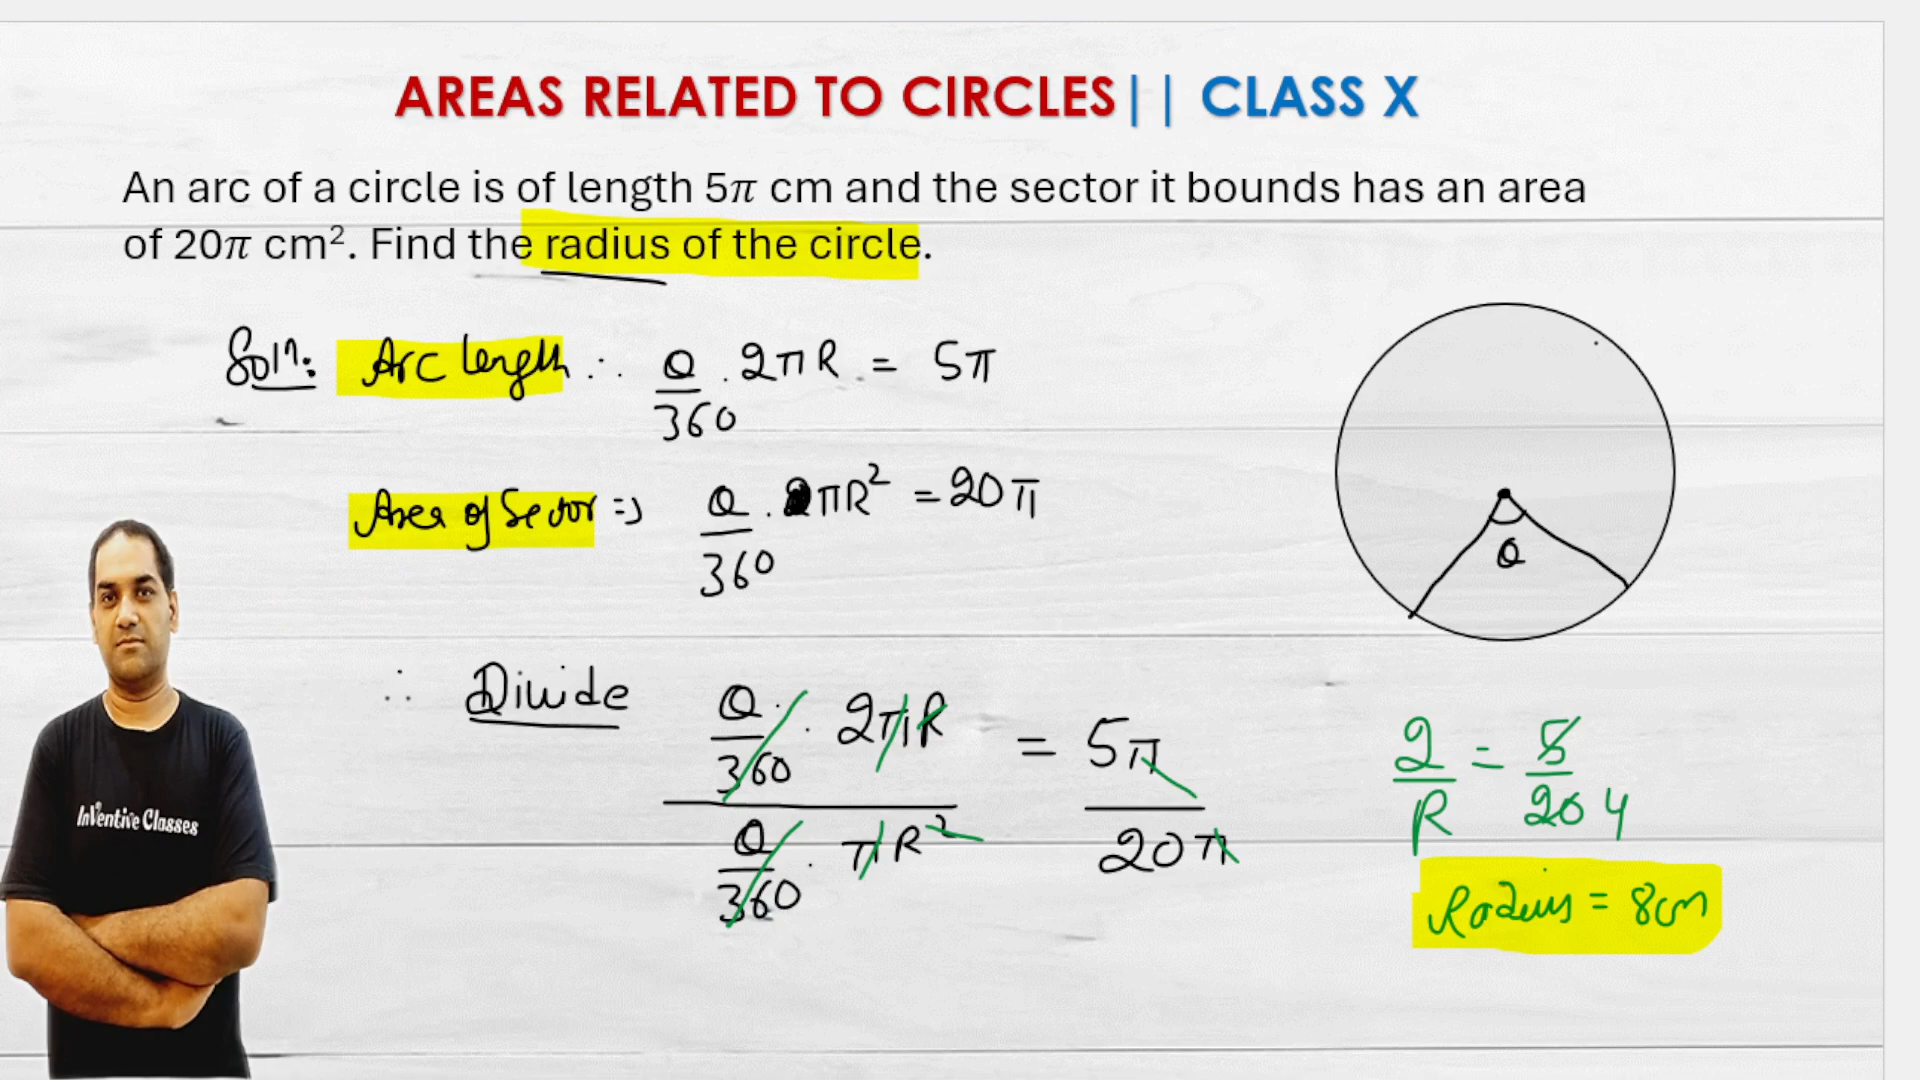 AREAS RELATED TO CIRCLES|| CLASS X
An arc of a circle is of length 5π cm and the sector it bounds has an area
of 20π cm². Find the radius of the circle.
Soln: Arc length ∴ θ/360 . 2πR = 5π
Area of Sector => θ/360 . πR² = 20π
θ
∴ Divide θ/360 . 2πR / θ/360 . πR² = 5π / 20π
2/R = 5/20 4
Radius = 8cm
Inventive Classes